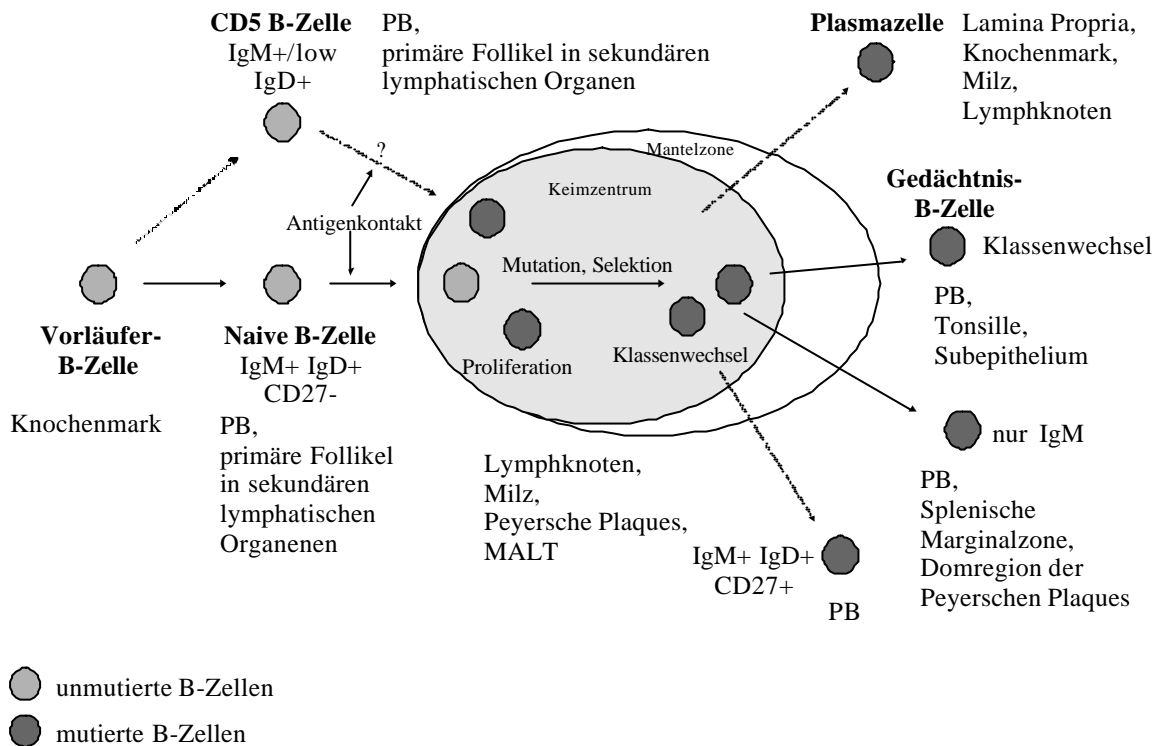 CD5 B-Zelle
IgM+/low
IgD+
PB,
primäre Follikel in sekundären
lymphatischen Organen
Plasmazelle
Lamina Propria,
Knochenmark,
Milz,
Lymphknoten
?
Mantelzone
Keimzentrum
Antigenkontakt
Mutation, Selektion
Proliferation
Klassenwechsel
Gedächtnis-
B-Zelle
Klassenwechsel
PB,
Tonsille,
Subepithelium
Vorläufer-
B-Zelle
Knochenmark
Naive B-Zelle
IgM+ IgD+
CD27-
PB,
primäre Follikel
in sekundären
lymphatischen
Organenen
Lymphknoten,
Milz,
Peyersche Plaques,
MALT
nur IgM
PB,
Splenische
Marginalzone,
Domregion der
Peyerschen Plaques
IgM+ IgD+
CD27+
PB
unmutierte B-Zellen
mutierte B-Zellen